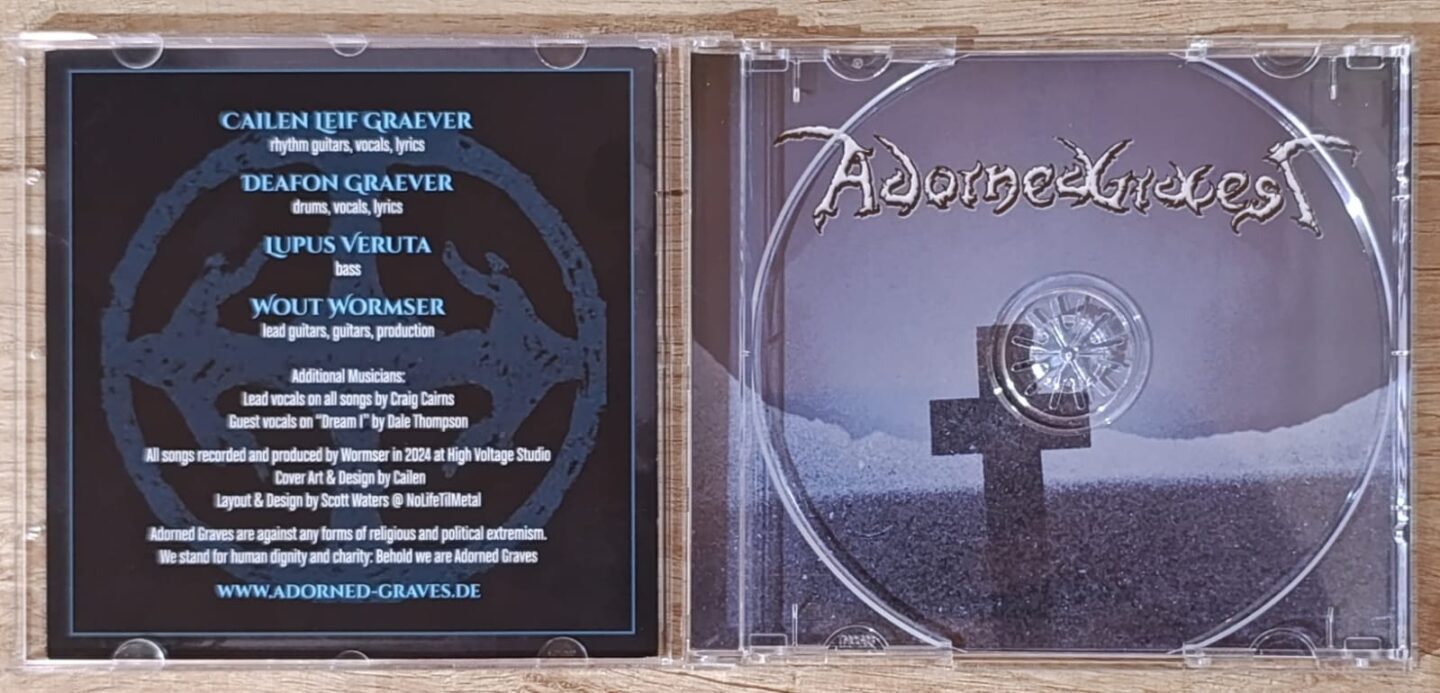 CAILEN LEIF GRAEVER
rhythm guitars, vocals, lyrics
DEAFON GRAEVER
drums, vocals, lyrics
LUPUS VERUTA
bass
WOUT WORMSER
lead guitars, guitars, production
Additional Musicians:
Lead vocals on all songs by Craig Cairns
Guest vocals on “Dream I” by Dale Thompson
All songs recorded and produced by Wormser in 2024 at High Voltage Studio
Cover Art & Design by Cailen
Layout & Design by Scott Waters @ NoLifeTilMetal
Adorned Graves are against any forms of religious and political extremism.
We stand for human dignity and charity: Behold we are Adorned Graves
WWW.ADORNED-GRAVES.DE
Adorned Graves